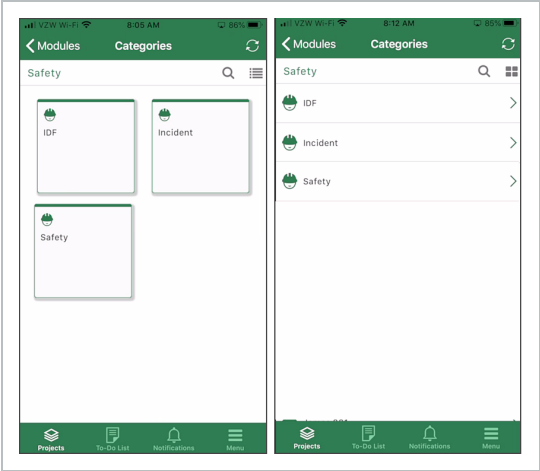 VZW Wi-Fi 8:05 AM 86%
Modules Categories
Safety
IDF Incident
Safety
Projects To-Do List Notifications Menu
VZW Wi-Fi 8:12 AM 85%
Modules Categories
Safety
IDF
Incident
Safety
Projects To-Do List Notifications Menu